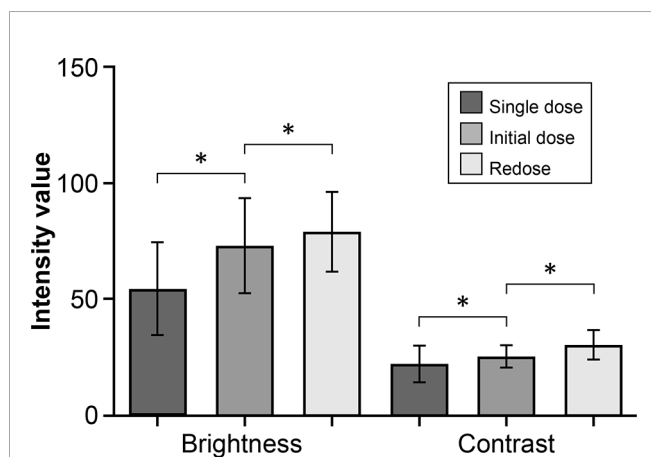 Intensity value
150
100
50
0
Single dose
Initial dose
Redose
*
*
*
*
Brightness
Contrast